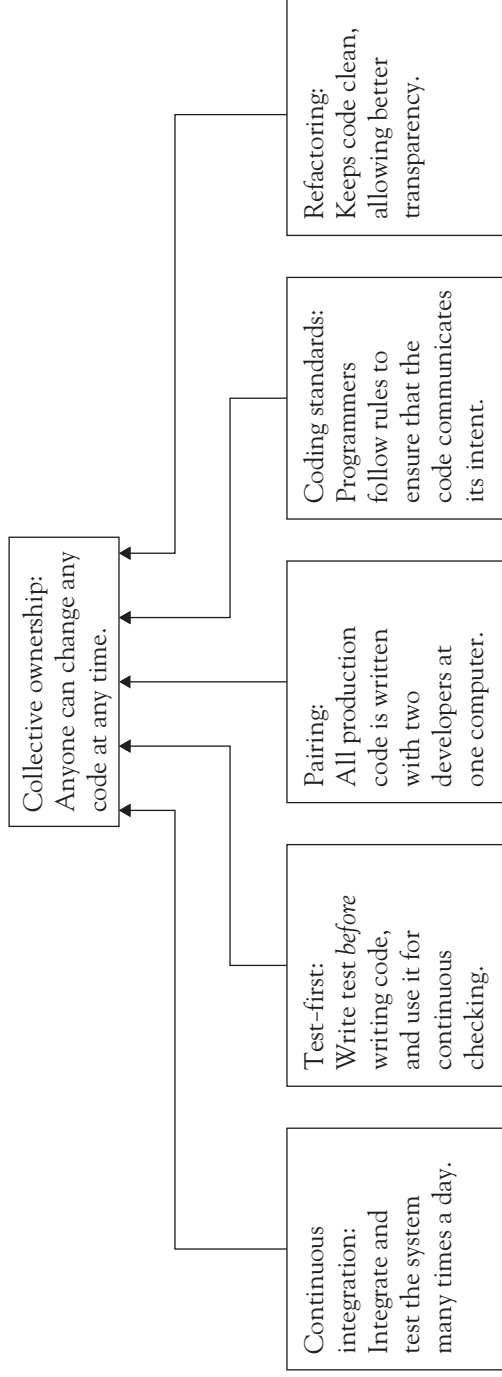 Collective ownership:
Anyone can change any
code at any time.
Continuous
integration:
Integrate and
test the system
many times a day.
Test-first:
Write test before
writing code,
and use it for
continuous
checking.
Pairing:
All production
code is written
with two
developers at
one computer.
Coding standards:
Programmers
follow rules to
ensure that the
code communicates
its intent.
Refactoring:
Keeps code clean,
allowing better
transparency.